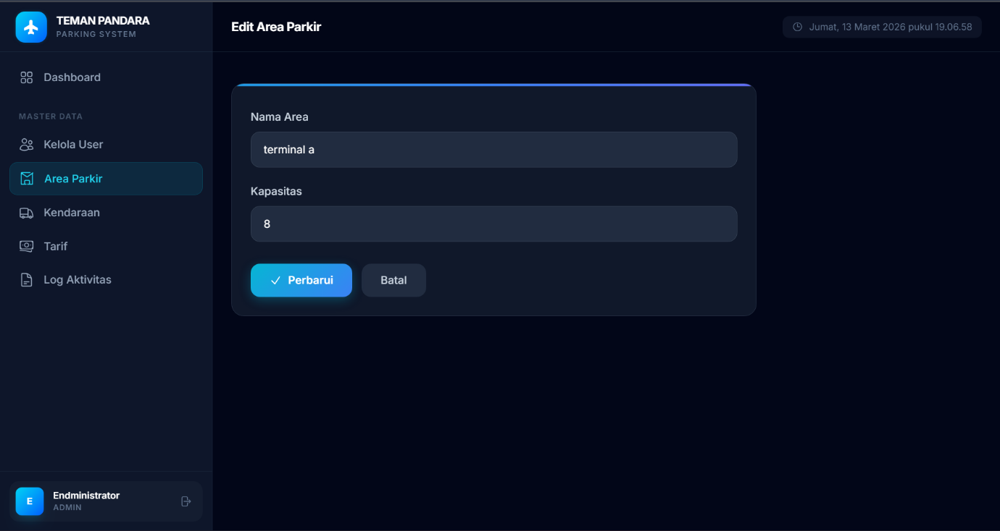 TEMAN PANDARA
PARKING SYSTEM
Dashboard
MASTER DATA
Kelola User
Area Parkir
Kendaraan
Tarif
Log Aktivitas
E
Endministrator
ADMIN
Edit Area Parkir
Jumat, 13 Maret 2026 pukul 19.06.58
Nama Area
terminal a
Kapasitas
8
Perbarui
Batal